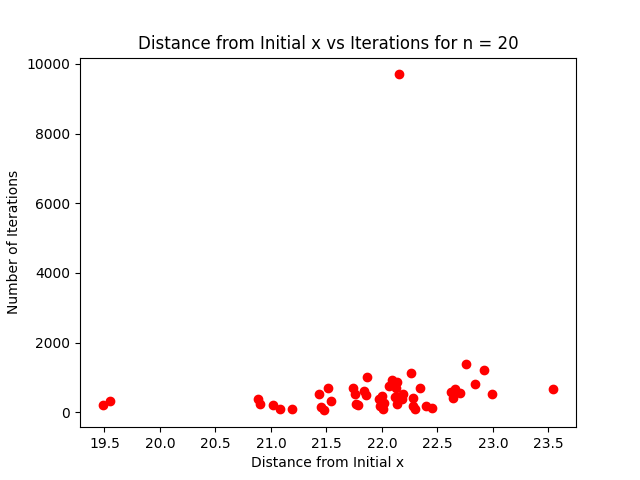 Distance from Initial x vs Iterations for n = 20
10000
8000
6000
4000
2000
0
Number of Iterations
19.5 20.0 20.5 21.0 21.5 22.0 22.5 23.0 23.5
Distance from Initial x